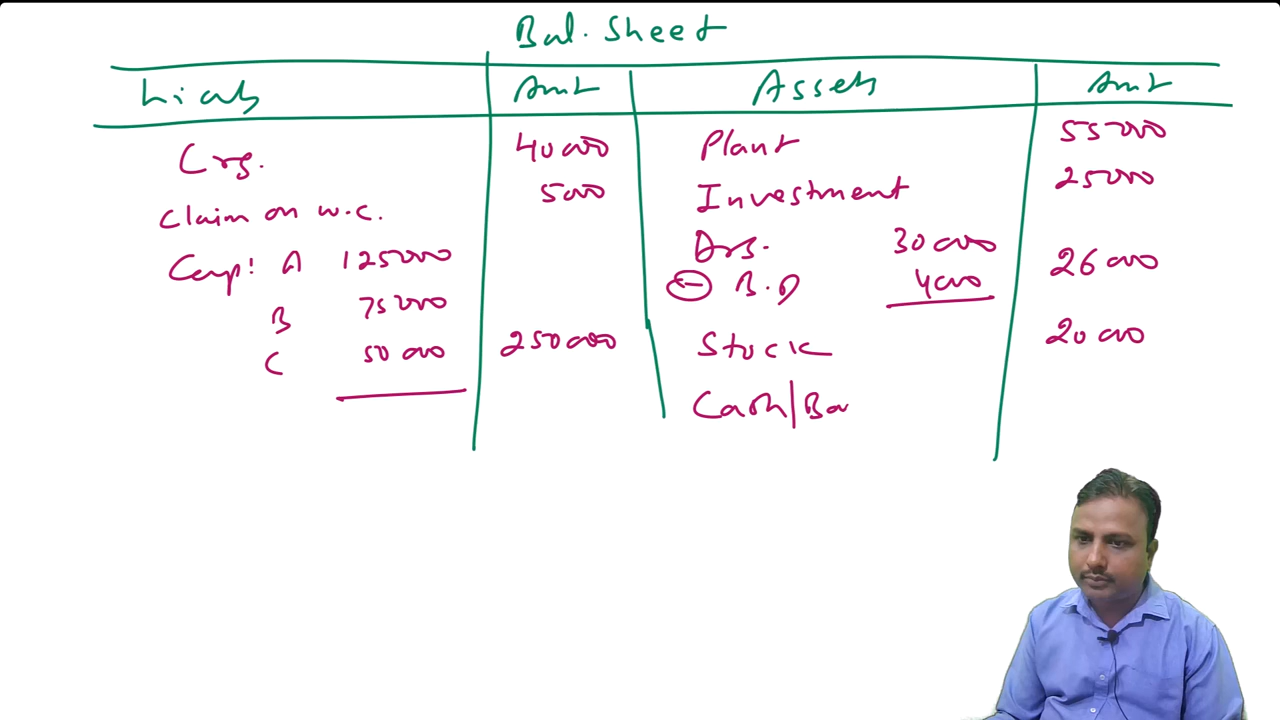 Bal. Sheet
Liab Amt Assets Amt
Crs. 40000 Plant 55000
Claim on w.c. 5000 Investment 25000
Cap: A 125000 Drs. 30000
B 75000 (-) B.D 4000 26000
C 50000 250000 Stock 20000
Cash/Ba